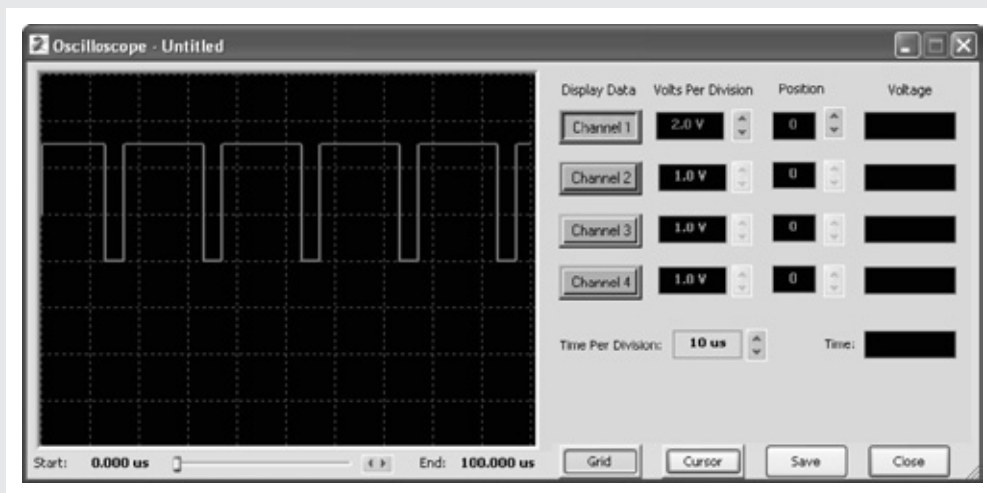 Oscilloscope - Untitled
Display Data Volts Per Division Position Voltage
Channel 1 2.0 V 0
Channel 2 1.0 V 0
Channel 3 1.0 V 0
Channel 4 1.0 V 0
Time Per Division: 10 us Time:
Start: 0.000 us End: 100.000 us Grid Cursor Save Close